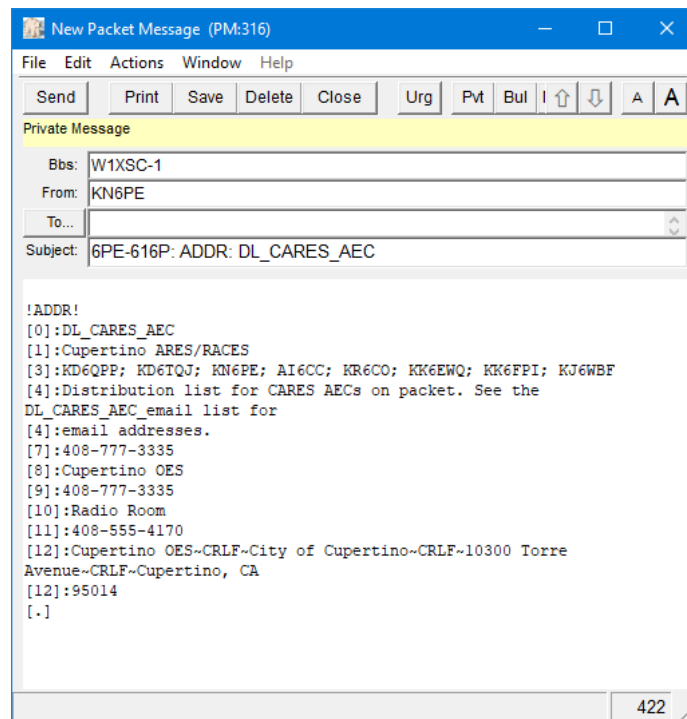 New Packet Message (PM:316)
File Edit Actions Window Help
Send Print Save Delete Close Urg Pvt Bul A A
Private Message
Bbs: W1XSC-1
From: KN6PE
To...
Subject: 6PE-616P: ADDR: DL_CARES_AEC
!ADDR!
[0]:DL_CARES_AEC
[1]:Cupertino ARES/RACES
[3]:KD6QPP; KD6TQJ; KN6PE; AI6CC; KR6CO; KK6EWQ; KK6FPI; KJ6WBF
[4]:Distribution list for CARES AECs on packet. See the
DL_CARES_AEC_email list for
[4]:email addresses.
[7]:408-777-3335
[8]:Cupertino OES
[9]:408-777-3335
[10]:Radio Room
[11]:408-555-4170
[12]:Cupertino OES~CRLF~City of Cupertino~CRLF~10300 Torre
Avenue~CRLF~Cupertino, CA
[12]:95014
[.]
422